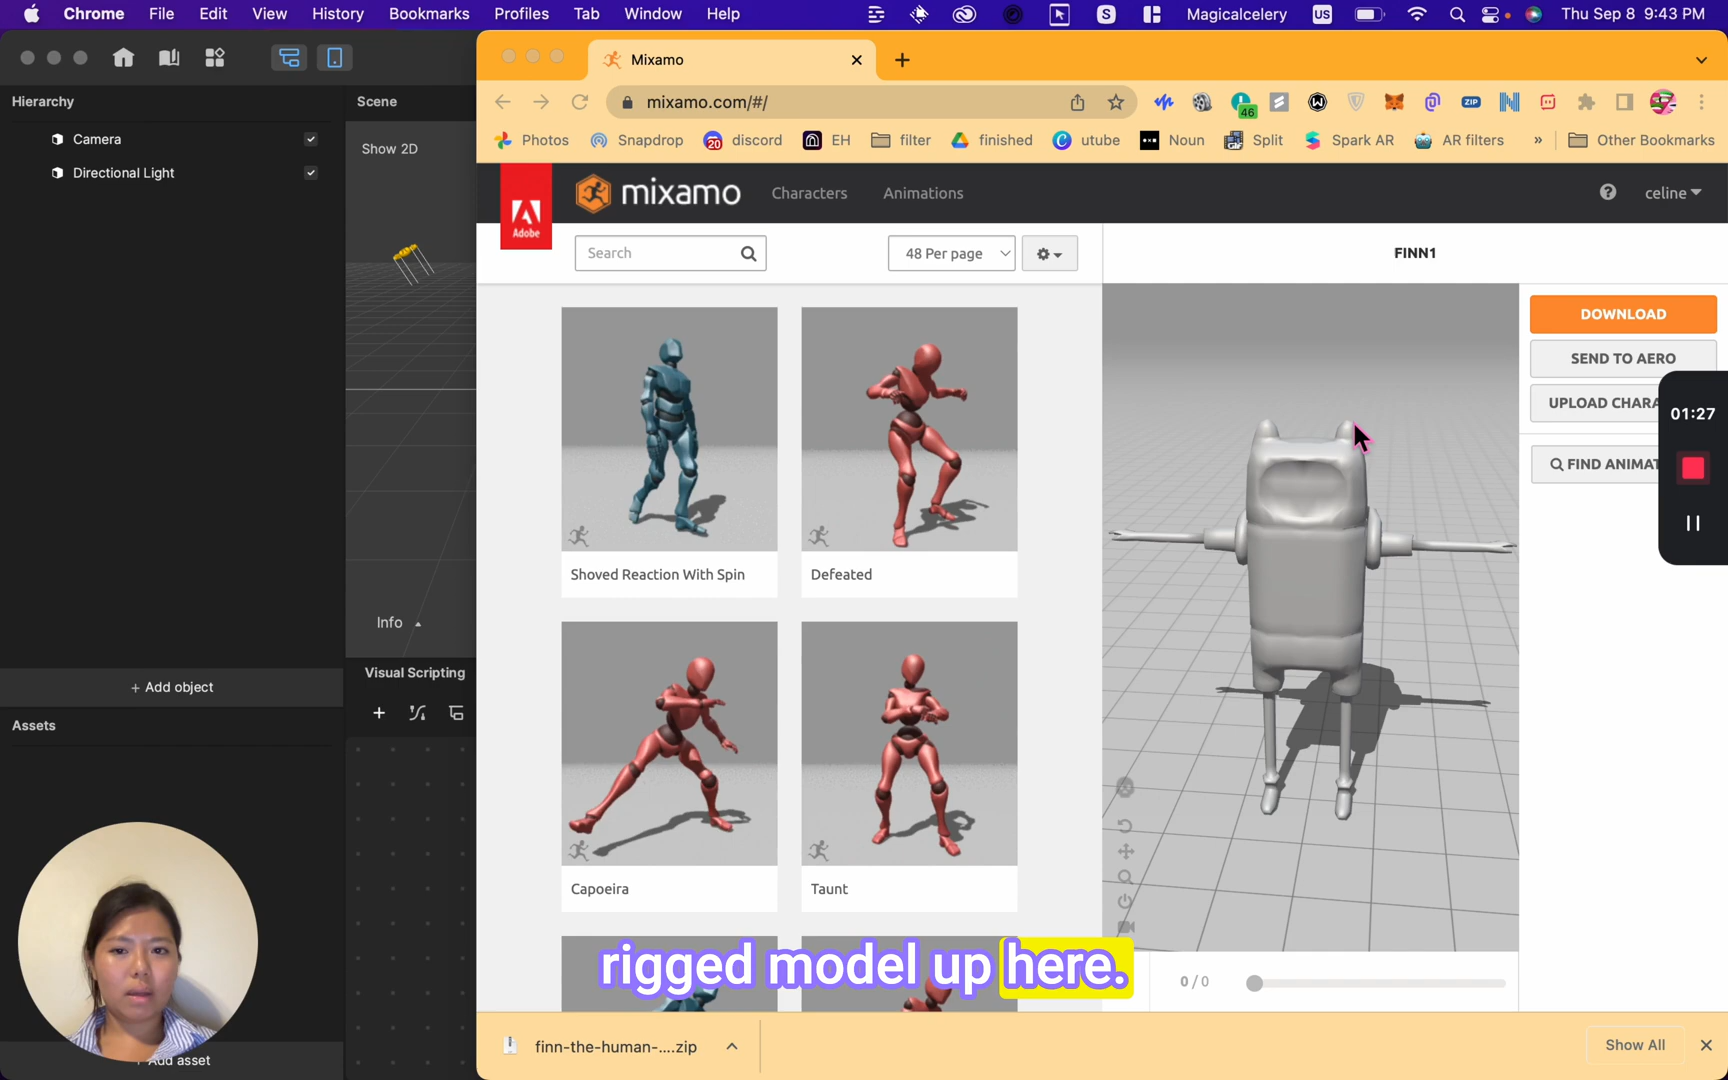 Chrome File Edit View History Bookmarks Profiles Tab Window Help
Magicalcelery US Thu Sep 8 9:43 PM
Hierarchy
Camera
Directional Light
+ Add object
Assets
Add asset
Scene
Show 2D
Info
Visual Scripting
Mixamo
mixamo.com/#/
46
ZIP
Photos Snapdrop 20 discord EH filter finished utube Noun Split Spark AR AR filters » Other Bookmarks
Adobe
mixamo Characters Animations celine
Search
48 Per page
FINN1
DOWNLOAD
SEND TO AERO
UPLOAD CHARA
FIND ANIMAT
01:27
Shoved Reaction With Spin
Defeated
Capoeira
Taunt
rigged model up here.
0 / 0
finn-the-human-....zip
Show All